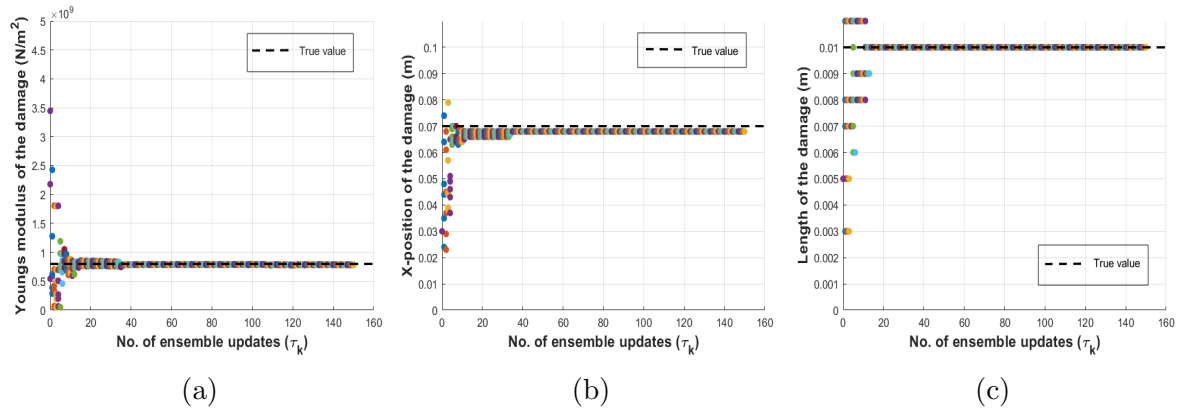 ×10⁹
5
4.5
4
3.5
3
2.5
2
1.5
1
0.5
0
Youngs modulus of the damage (N/m²)
True value
0 20 40 60 80 100 120 140 160
No. of ensemble updates (τ_k)
(a)
0.1
0.09
0.08
0.07
0.06
0.05
0.04
0.03
0.02
0.01
0
X-position of the damage (m)
True value
0 20 40 60 80 100 120 140 160
No. of ensemble updates (τ_k)
(b)
0.01
0.009
0.008
0.007
0.006
0.005
0.004
0.003
0.002
0.001
0
Length of the damage (m)
True value
0 20 40 60 80 100 120 140 160
No. of ensemble updates (τ_k)
(c)